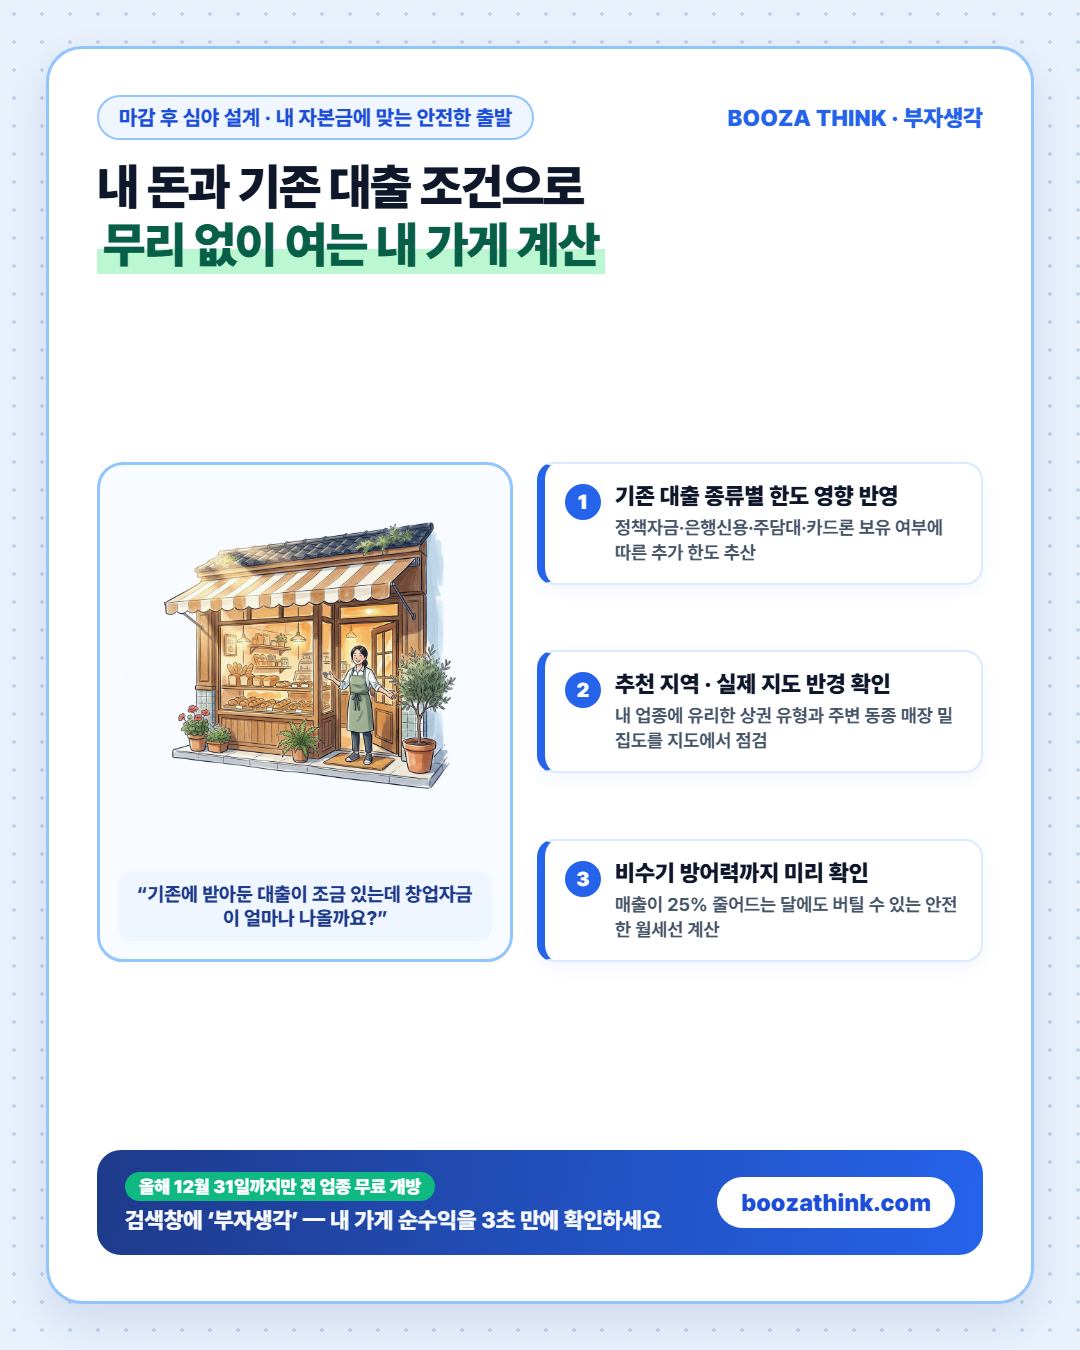 마감 후 심야 설계 · 내 자본금에 맞는 안전한 출발
BOOZA THINK · 부자생각
내 돈과 기존 대출 조건으로
무리 없이 여는 내 가게 계산
“기존에 받아둔 대출이 조금 있는데 창업자금
이 얼마나 나올까요?”
1
기존 대출 종류별 한도 영향 반영
정책자금·은행신용·주담대·카드론 보유 여부에
따른 추가 한도 추산
2
추천 지역 · 실제 지도 반경 확인
내 업종에 유리한 상권 유형과 주변 동종 매장 밀
집도를 지도에서 점검
3
비수기 방어력까지 미리 확인
매출이 25% 줄어드는 달에도 버틸 수 있는 안전
한 월세선 계산
올해 12월 31일까지만 전 업종 무료 개방
검색창에 ‘부자생각’ — 내 가게 순수익을 3초 만에 확인하세요
boozathink.com